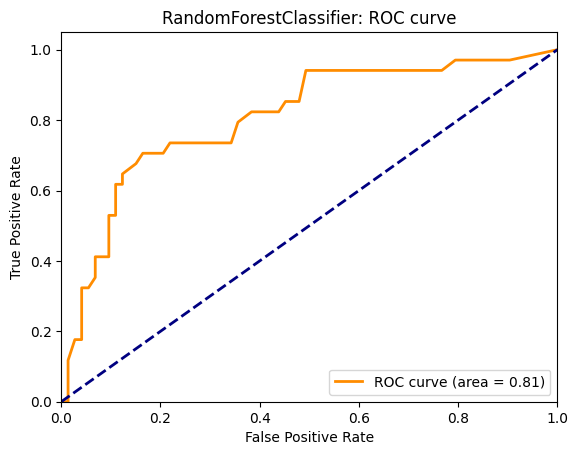 RandomForestClassifier: ROC curve
1.0
0.8
0.6
0.4
0.2
0.0
True Positive Rate
ROC curve (area = 0.81)
0.0 0.2 0.4 0.6 0.8 1.0
False Positive Rate